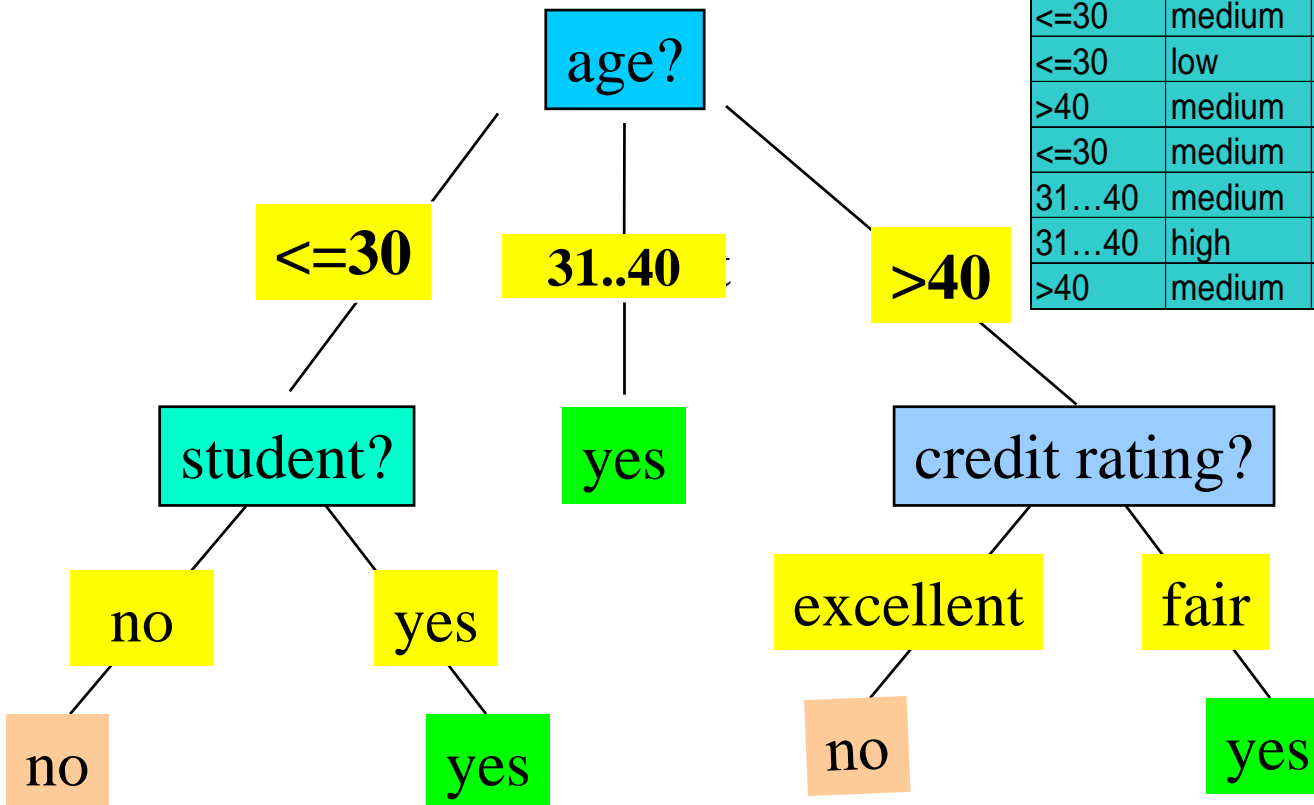 age?
<=30 medium
<=30 low
>40 medium
<=30 medium
31…40 medium
31…40 high
>40 medium
<=30
31..40
>40
student?
yes
credit rating?
no
yes
excellent
fair
no
yes
no
yes